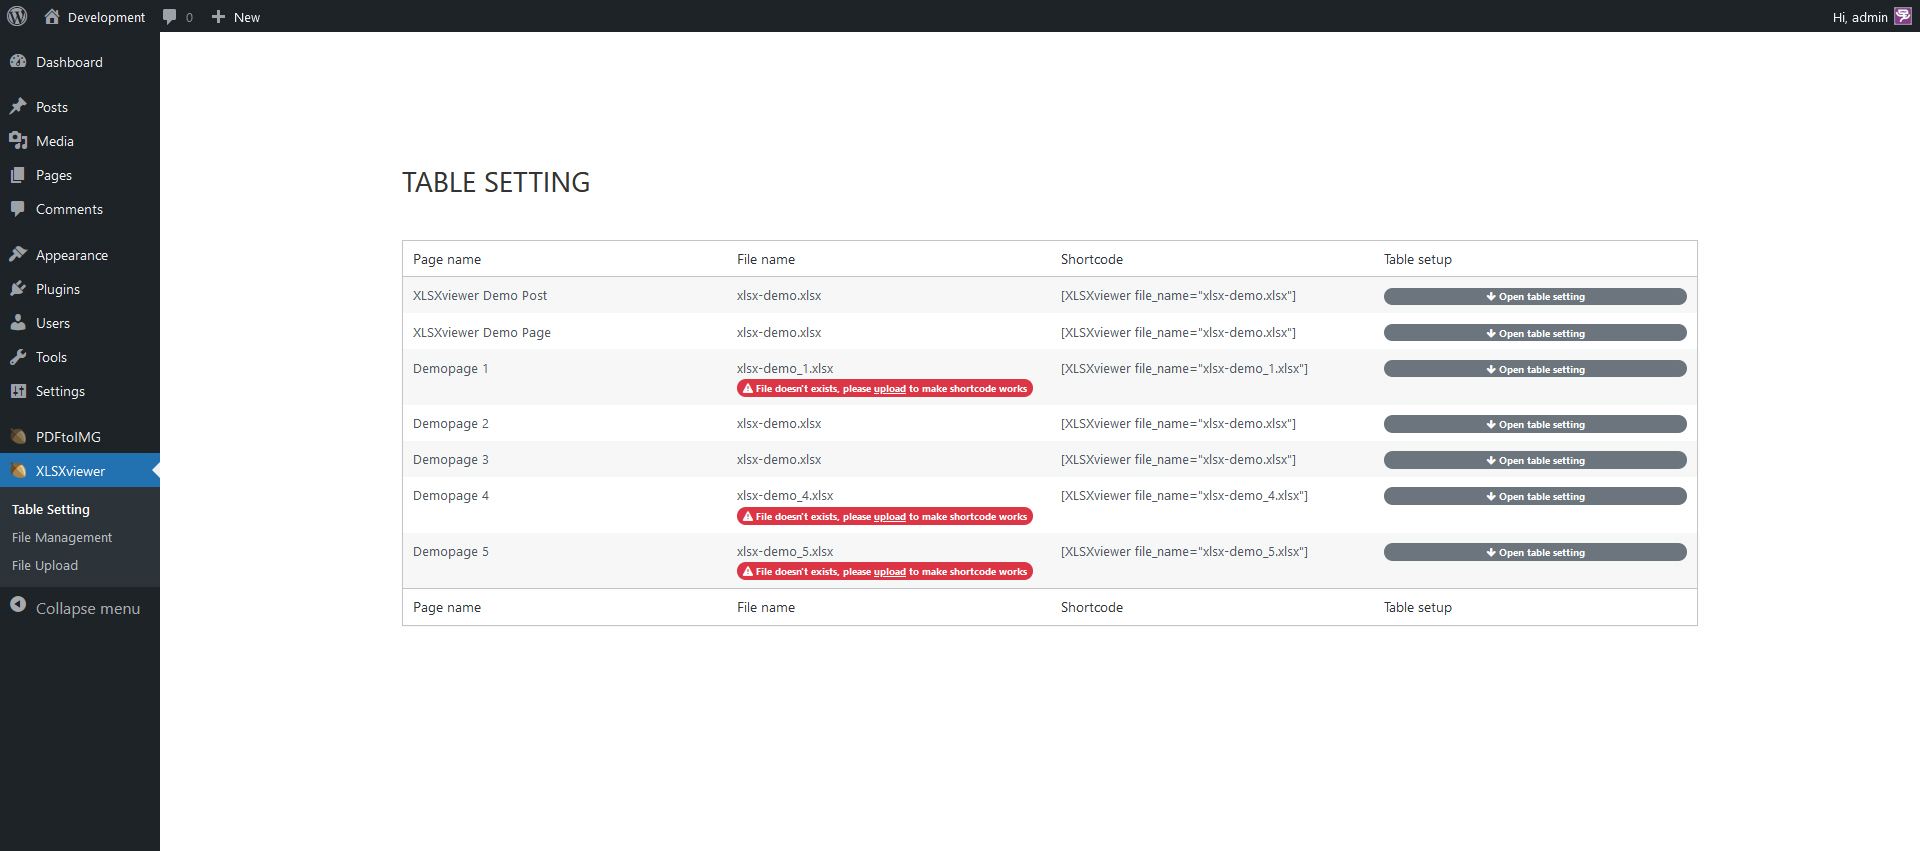 Development 0 New Hi, admin
Dashboard
Posts
Media
Pages
Comments
Appearance
Plugins
Users
Tools
Settings
PDFtoIMG
XLSXviewer
Table Setting
File Management
File Upload
Collapse menu
TABLE SETTING
Page name File name Shortcode Table setup
XLSXviewer Demo Post xlsx-demo.xlsx [XLSXviewer file_name="xlsx-demo.xlsx"] Open table setting
XLSXviewer Demo Page xlsx-demo.xlsx [XLSXviewer file_name="xlsx-demo.xlsx"] Open table setting
Demopage 1 xlsx-demo_1.xlsx [XLSXviewer file_name="xlsx-demo_1.xlsx"] Open table setting
File doesn't exists, please upload to make shortcode works
Demopage 2 xlsx-demo.xlsx [XLSXviewer file_name="xlsx-demo.xlsx"] Open table setting
Demopage 3 xlsx-demo.xlsx [XLSXviewer file_name="xlsx-demo.xlsx"] Open table setting
Demopage 4 xlsx-demo_4.xlsx [XLSXviewer file_name="xlsx-demo_4.xlsx"] Open table setting
File doesn't exists, please upload to make shortcode works
Demopage 5 xlsx-demo_5.xlsx [XLSXviewer file_name="xlsx-demo_5.xlsx"] Open table setting
File doesn't exists, please upload to make shortcode works
Page name File name Shortcode Table setup